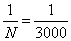 1/N = 1/3000